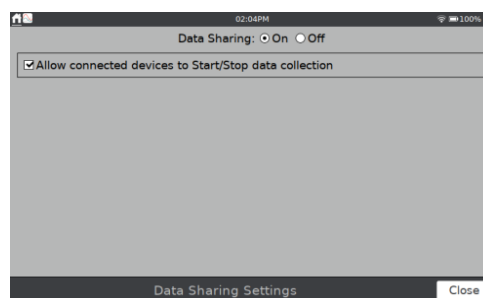 02:04PM
100%
Data Sharing: On Off
Allow connected devices to Start/Stop data collection
Data Sharing Settings
Close